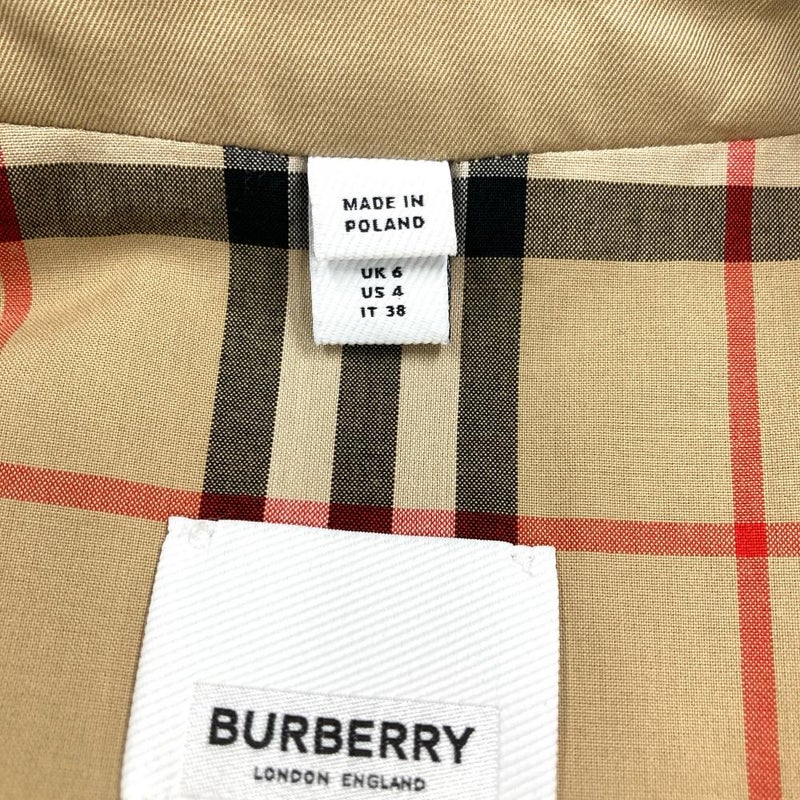 MADE IN
POLAND
UK 6
US 4
IT 38
BURBERRY
LONDON ENGLAND